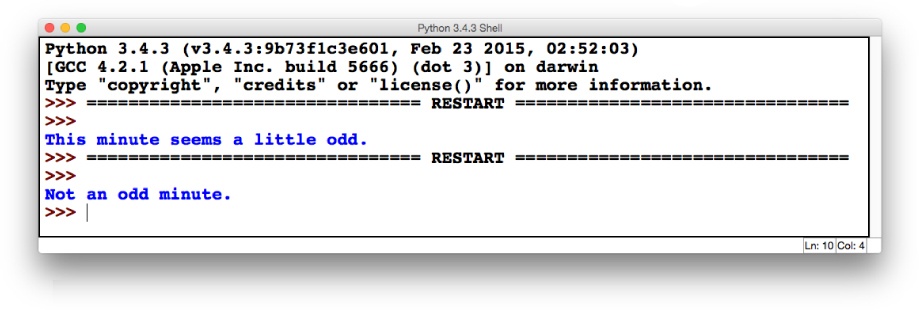 Python 3.4.3 Shell
Python 3.4.3 (v3.4.3:9b73f1c3e601, Feb 23 2015, 02:52:03)
[GCC 4.2.1 (Apple Inc. build 5666) (dot 3)] on darwin
Type "copyright", "credits" or "license()" for more information.
>>> ================================ RESTART ================================
>>>
This minute seems a little odd.
>>> ================================ RESTART ================================
>>>
Not an odd minute.
>>>
Ln: 10 Col: 4